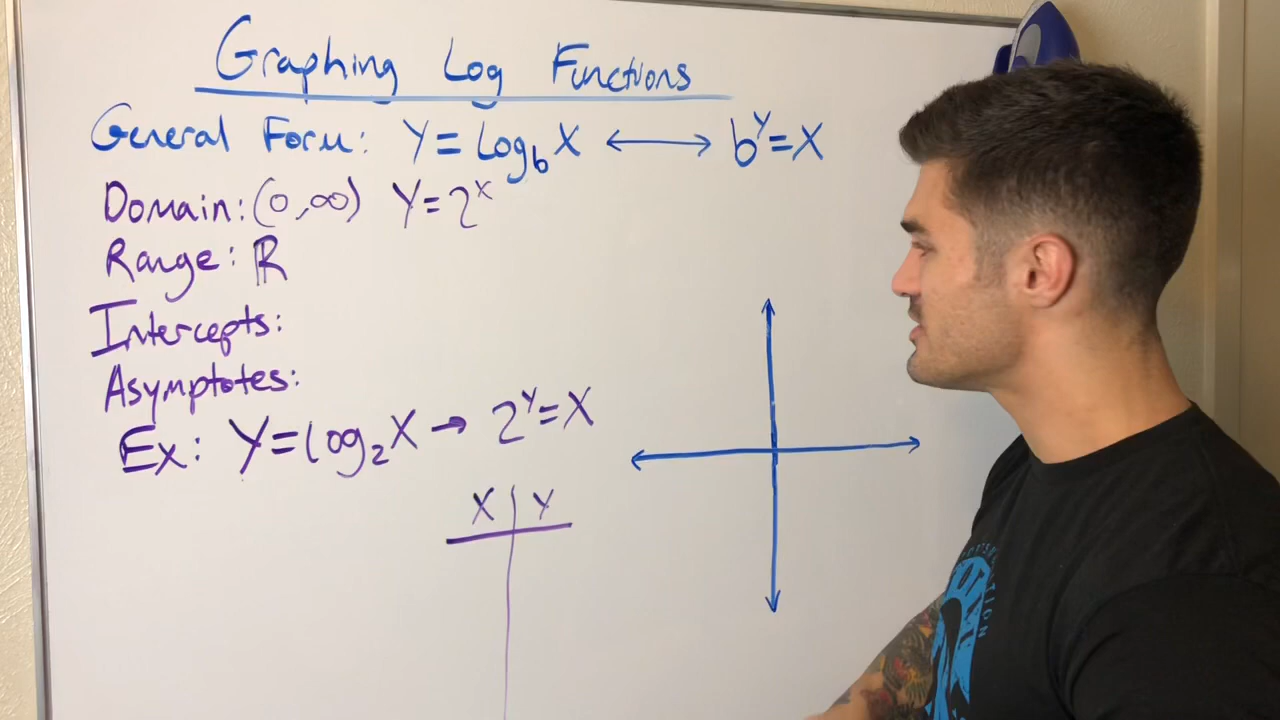 Graphing Log Functions
General Form: Y = Log_b X ⟷ b^Y = X
Domain: (0, ∞) Y = 2^X
Range: ℝ
Intercepts:
Asymptotes:
Ex: Y = log_2 X → 2^Y = X
X | Y